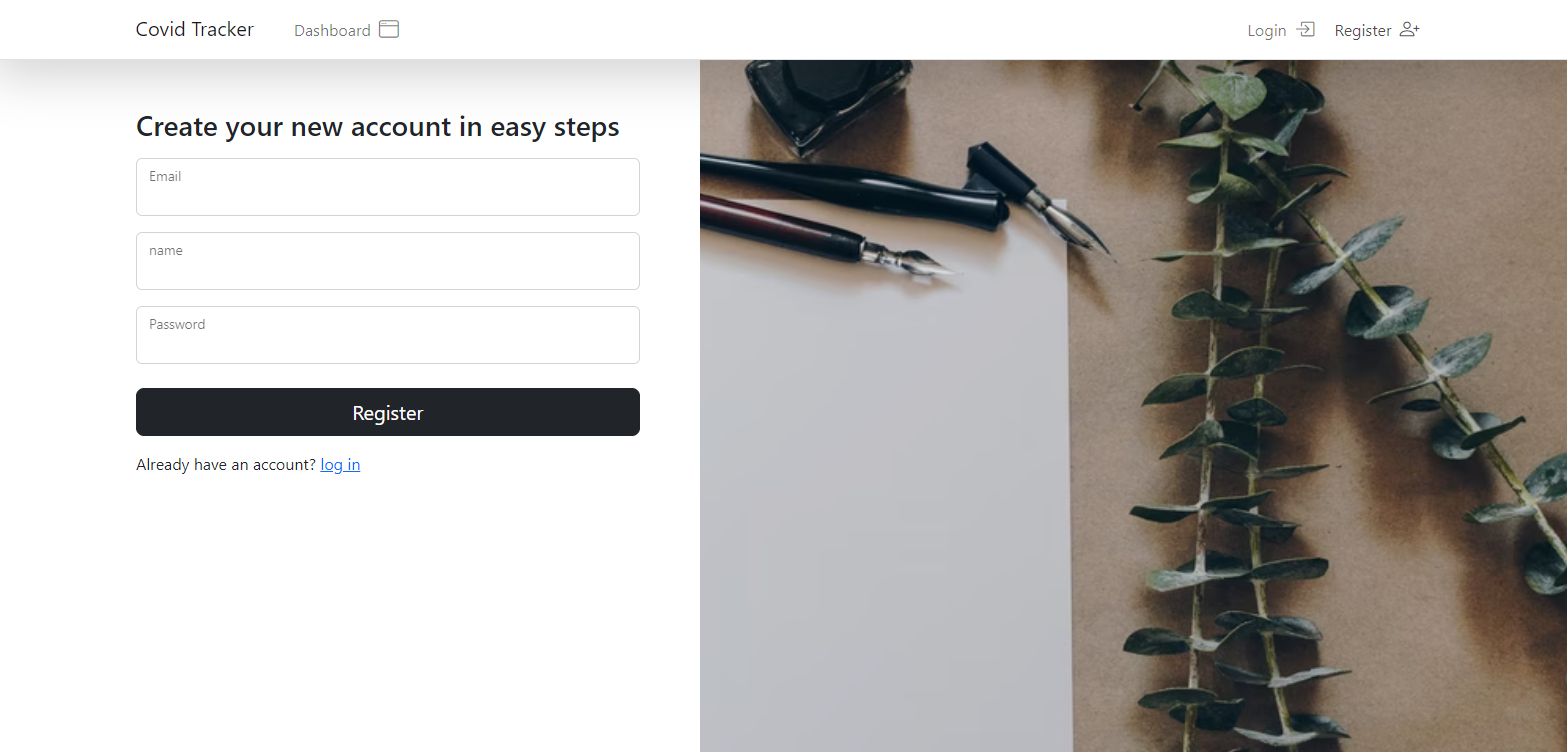 Covid Tracker Dashboard Login Register
Create your new account in easy steps
Email
name
Password
Register
Already have an account? log in